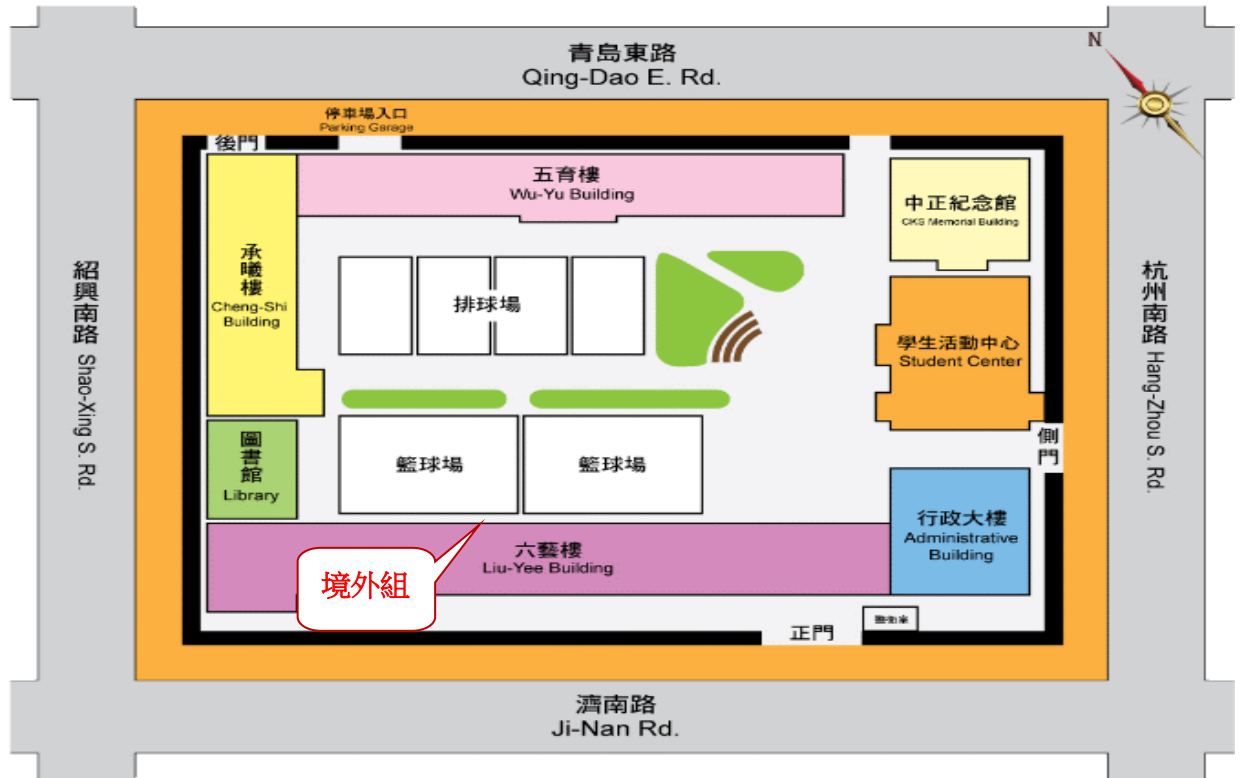 青島東路
Qing-Dao E. Rd.
N
停車場入口
Parking Garage
後門
五育樓
Wu-Yu Building
中正紀念館
CKS Memorial Building
承曦樓
Cheng-Shi
Building
排球場
學生活動中心
Student Center
紹興南路 Shao-Xing S. Rd.
杭州南路 Hang-Zhou S. Rd.
圖書館
Library
籃球場
籃球場
側門
行政大樓
Administrative
Building
六藝樓
Liu-Yee Building
境外組
警衛室
正門
濟南路
Ji-Nan Rd.